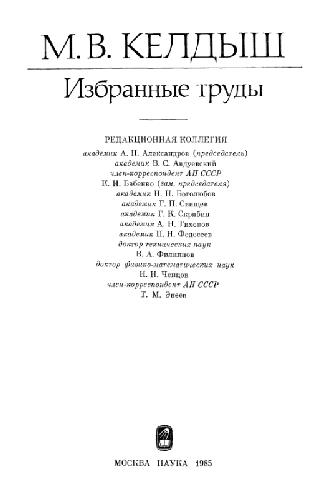 М. В. КЕЛДЫШ
Избранные труды
РЕДАКЦИОННАЯ КОЛЛЕГИЯ
академик А. П. Александров (председатель)
академик В. С. Авдуевский
член-корреспондент АН СССР
К. И. Бабенко (зам. председателя)
академик Н. Н. Боголюбов
академик Г. П. Свищев
академик Г. К. Скрябин
академик А. Н. Тихонов
академик П. Н. Федосеев
доктор технических наук
В. А. Филиппов
доктор физико-математических наук
Н. Н. Ченцов
член-корреспондент АН СССР
Т. М. Энеев
МОСКВА НАУКА 1985